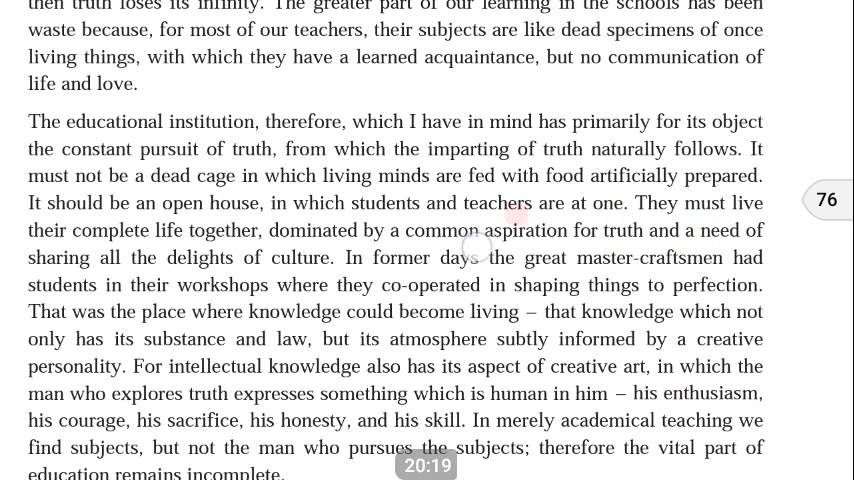 then truth loses its infinity. The greater part of our learning in the schools has been
waste because, for most of our teachers, their subjects are like dead specimens of once
living things, with which they have a learned acquaintance, but no communication of
life and love.
The educational institution, therefore, which I have in mind has primarily for its object
the constant pursuit of truth, from which the imparting of truth naturally follows. It
must not be a dead cage in which living minds are fed with food artificially prepared.
It should be an open house, in which students and teachers are at one. They must live
their complete life together, dominated by a common aspiration for truth and a need of
sharing all the delights of culture. In former days the great master-craftsmen had
students in their workshops where they co-operated in shaping things to perfection.
That was the place where knowledge could become living – that knowledge which not
only has its substance and law, but its atmosphere subtly informed by a creative
personality. For intellectual knowledge also has its aspect of creative art, in which the
man who explores truth expresses something which is human in him – his enthusiasm,
his courage, his sacrifice, his honesty, and his skill. In merely academical teaching we
find subjects, but not the man who pursues the subjects; therefore the vital part of
education remains incomplete.
76
20:19